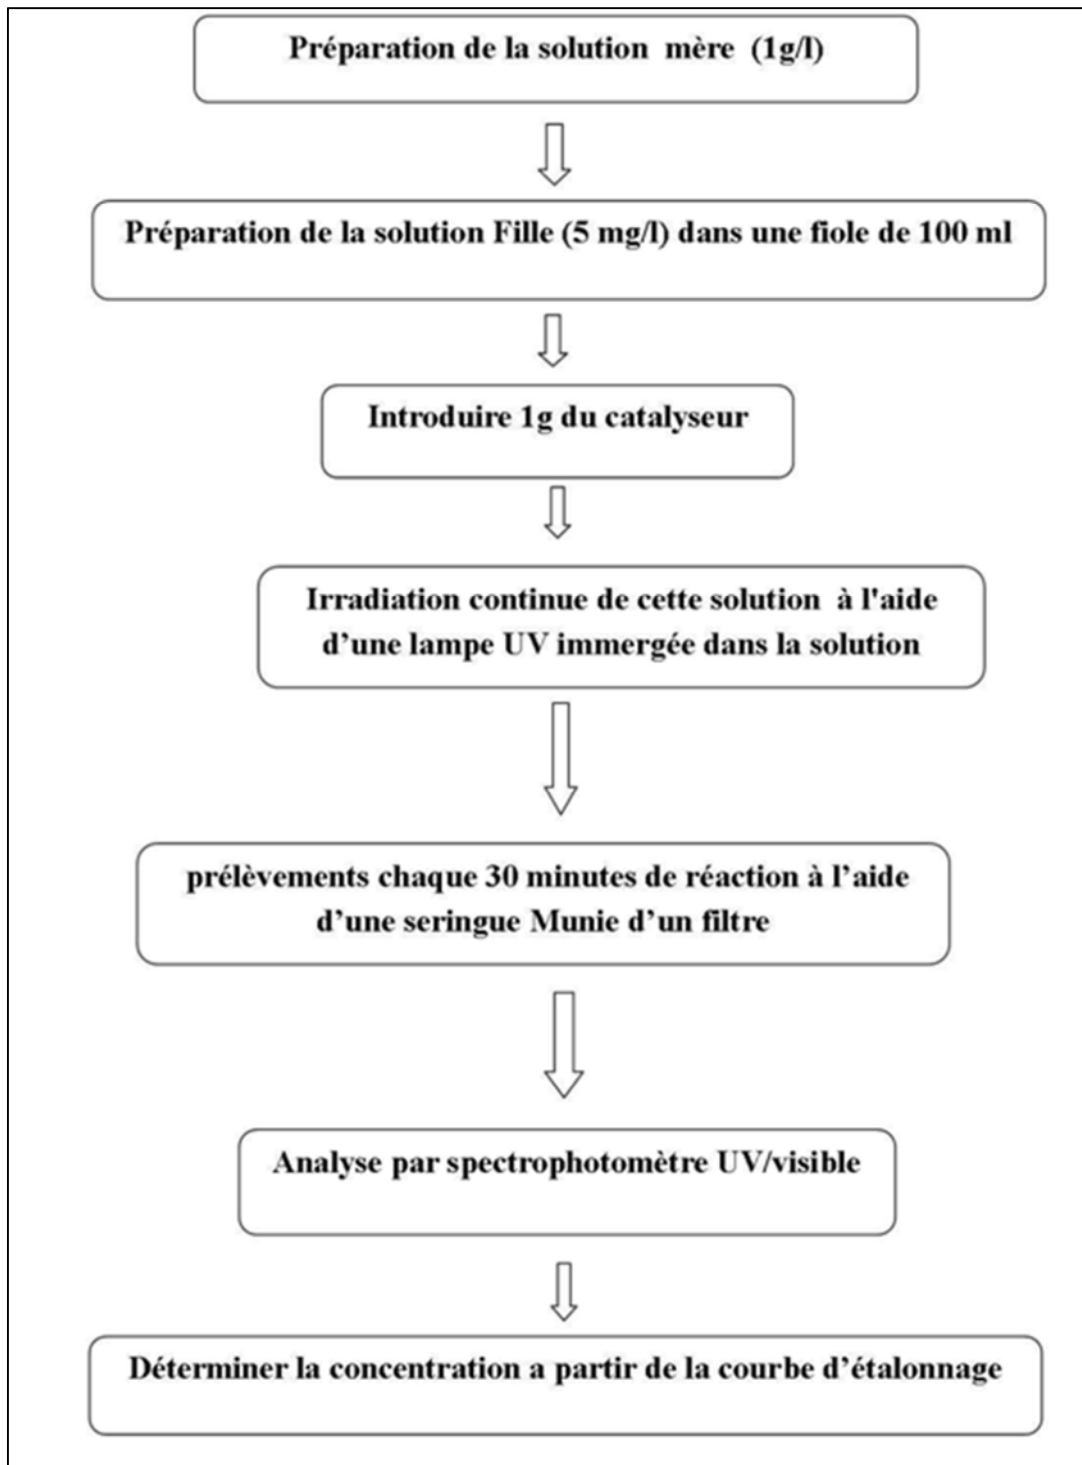 Préparation de la solution mère (1g/l)
Préparation de la solution Fille (5 mg/l) dans une fiole de 100 ml
Introduire 1g du catalyseur
Irradiation continue de cette solution à l'aide
d’une lampe UV immergée dans la solution
prélèvements chaque 30 minutes de réaction à l’aide
d’une seringue Munie d’un filtre
Analyse par spectrophotomètre UV/visible
Déterminer la concentration a partir de la courbe d’étalonnage